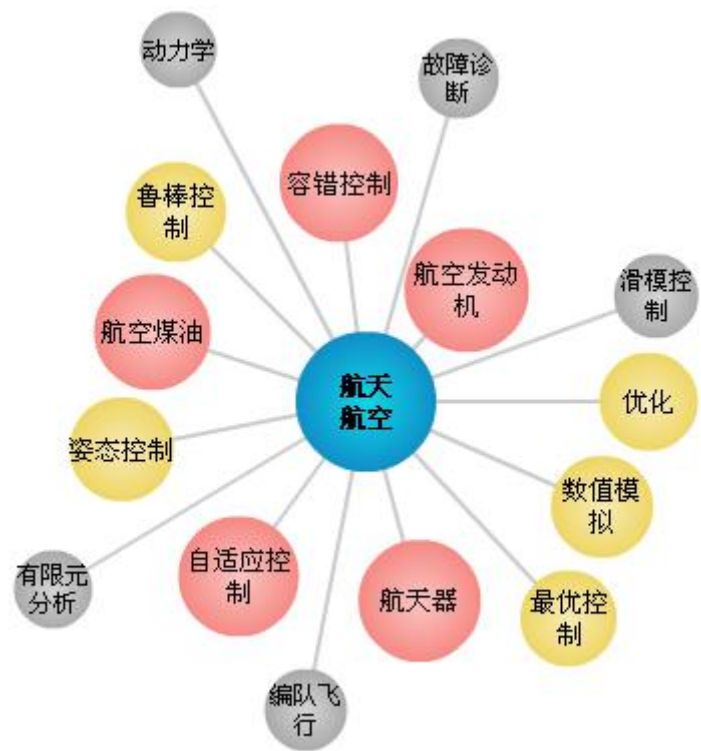 动力学
故障诊
断
容错控制
鲁棒控
制
航空发动
机
滑模控
制
航空煤油
航天
航空
优化
姿态控制
数值模
拟
自适应控
制
有限元
分析
航天器
最优控
制
编队飞
行